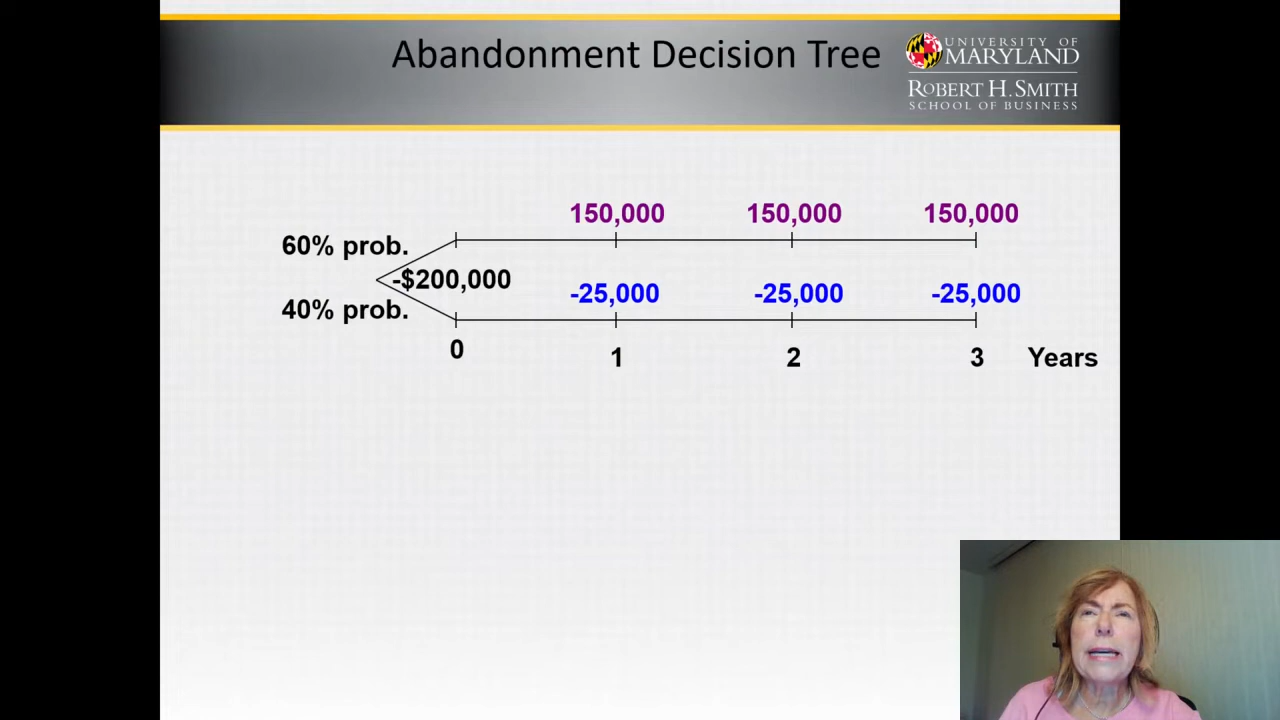 Abandonment Decision Tree
UNIVERSITY OF
MARYLAND
ROBERT H. SMITH
SCHOOL OF BUSINESS
150,000 150,000 150,000
60% prob.
-$200,000
-25,000 -25,000 -25,000
40% prob.
0 1 2 3 Years